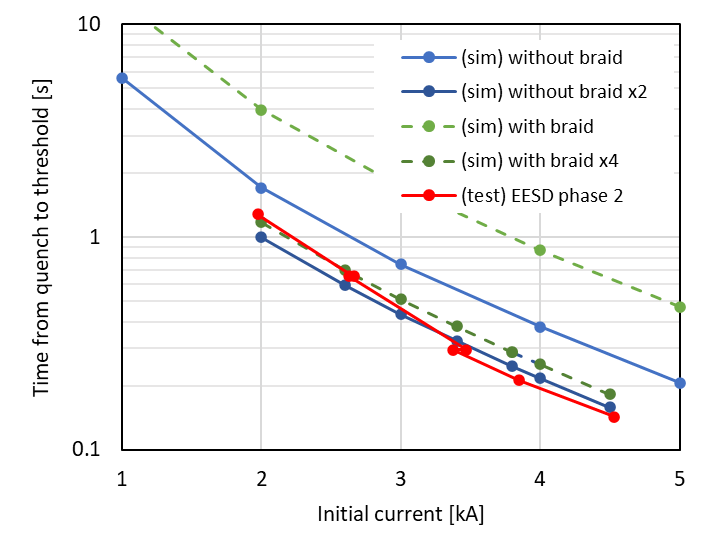 10
1
0.1
Time from quench to threshold [s]
(sim) without braid
(sim) without braid x2
(sim) with braid
(sim) with braid x4
(test) EESD phase 2
1 2 3 4 5
Initial current [kA]